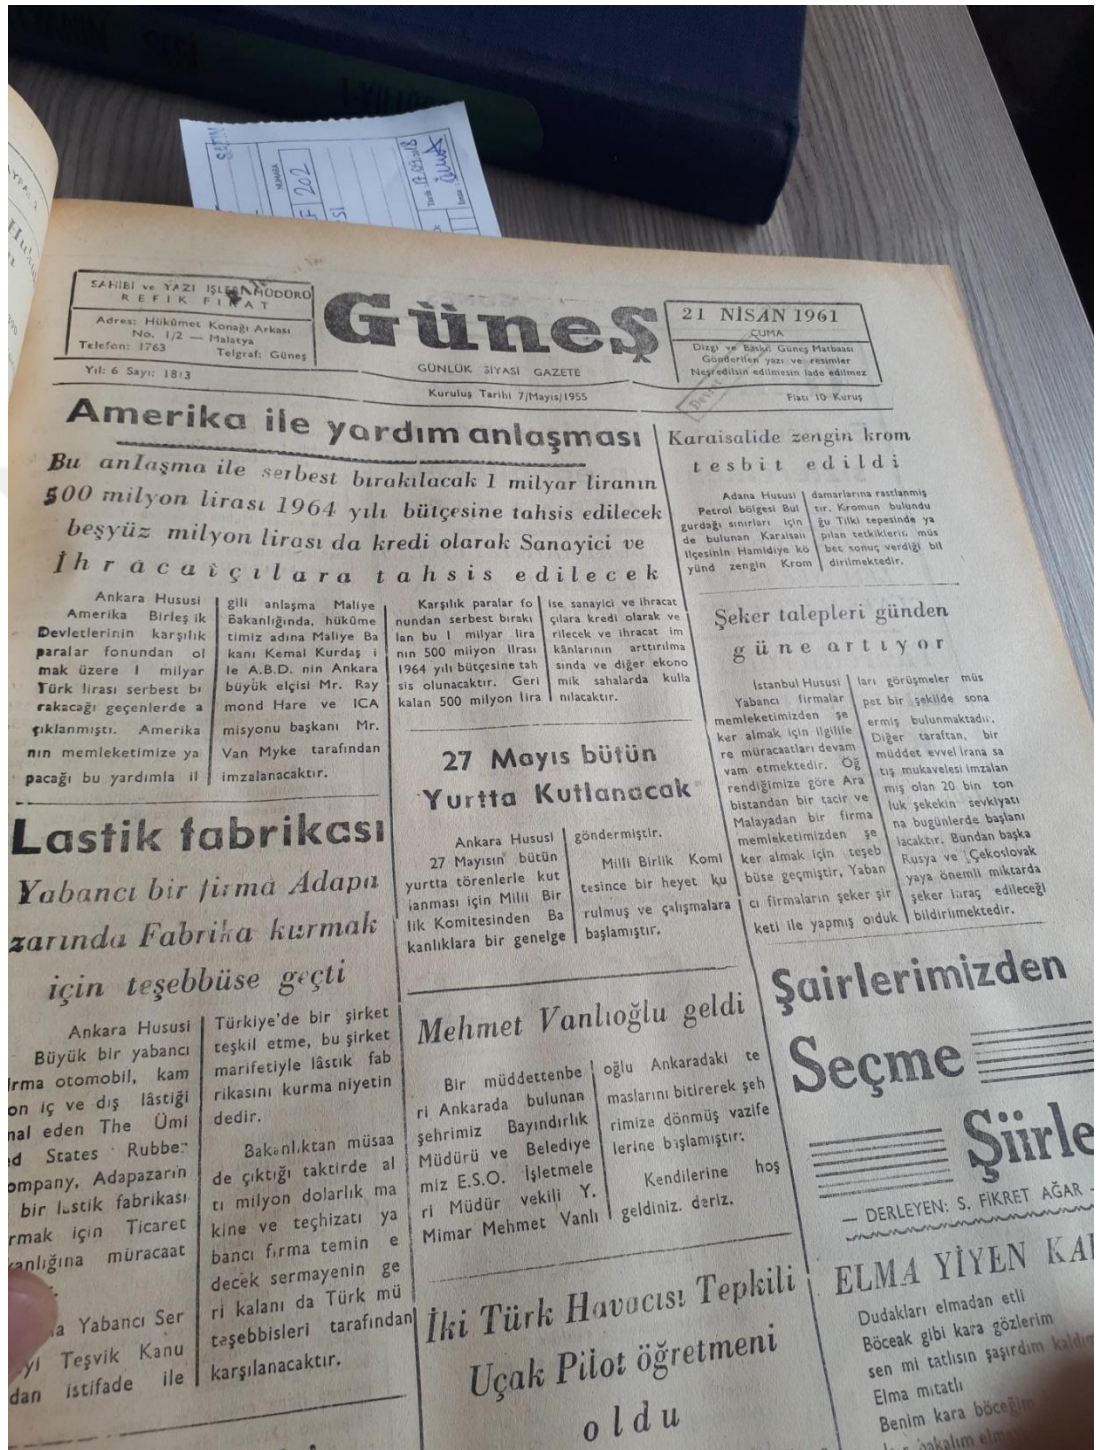 NUMARA
202
SAHİBİ ve YAZI İŞLERİ MÜDÜRÜ
REFİK FIRAT
Adres: Hükûmet Konağı Arkası
No. 1/2 — Malatya
Telefon: 1763 Telgraf: Güneş
Güneş
GÜNLÜK SİYASİ GAZETE
21 NİSAN 1961
CUMA
Dizgi ve Baskı: Güneş Matbaası
Gönderilen yazı ve resimler
Neşredilsin edilmesin iade edilmez
Yıl: 6 Sayı: 1813
Kuruluş Tarihi 7/Mayıs/1955
Fiatı 10 Kuruş
Amerika ile yardım anlaşması
Bu anlaşma ile serbest bırakılacak 1 milyar liranın
500 milyon lirası 1964 yılı bütçesine tahsis edilecek
beşyüz milyon lirası da kredi olarak Sanayici ve
İhracatçılara tahsis edilecek
Ankara Hususi
Amerika Birleş ik
Devletlerinin karşılık
paralar fonundan ol
mak üzere 1 milyar
Türk lirası serbest bı
rakacağı geçenlerde a
çıklanmıştı. Amerika
nın memleketimize ya
pacağı bu yardımla il
gili anlaşma Maliye
Bakanlığında, hükûme
timiz adına Maliye Ba
kanı Kemal Kurdaş i
le A.B.D. nin Ankara
büyük elçisi Mr. Ray
mond Hare ve ICA
misyonu başkanı Mr.
Van Myke tarafından
imzalanacaktır.
Karşılık paralar fo
nundan serbest bırakı
lan bu 1 milyar lira
nın 500 milyon lirası
1964 yılı bütçesine tah
sis olunacaktır. Geri
kalan 500 milyon lira
ise sanayici ve ihracat
çılara kredi olarak ve
rilecek ve ihracat im
kânlarının arttırılma
sında ve diğer ekono
mik sahalarda kulla
nılacaktır.
Karaisalide zengin krom
tesbit edildi
Adana Hususi
Petrol bölgesi Bul
gurdağı sınırları için
de bulunan Karaisalı
ilçesinin Hamidiye kö
yünd zengin Krom
damarlarına rastlanmış
tır. Kromun bulundu
ğu Tilki tepesinde ya
pılan tetkiklerin müs
bet sonuç verdiği bil
dirilmektedir.
Şeker talepleri günden
güne artıyor
İstanbul Hususi
Yabancı firmalar
memleketimizden şe
ker almak için ilgilile
re müracaatları devam
vam etmektedir. Öğ
rendiğimize göre Ara
bistandan bir tacir ve
Malayadan bir firma
memleketimizden şe
ker almak için teşeb
büse geçmiştir. Yaban
cı firmaların şeker şir
keti ile yapmış olduk
ları görüşmeler müs
pet bir şekilde sona
ermiş bulunmaktadır.
Diğer taraftan, bir
müddet evvel İrana sa
tış mukavelesi imzalan
mış olan 20 bin ton
luk şekekin sevkiyatı
na bugünlerde başlanı
lacaktır. Bundan başka
Rusya ve Çekoslovak
yaya önemli miktarda
şeker ihraç edileceği
bildirilmektedir.
27 Mayıs bütün
Yurtta Kutlanacak
Ankara Hususi
27 Mayısın bütün
yurtta törenlerle kut
lanması için Milli Bir
lik Komitesinden Ba
kanlıklara bir genelge
göndermiştir.
Milli Birlik Komi
tesince bir heyet ku
rulmuş ve çalışmalara
başlamıştır.
Lastik fabrikası
Yabancı bir firma Adapa
zarında Fabrika kurmak
için teşebbüse geçti
Ankara Hususi
Büyük bir yabancı
irma otomobil, kam
on iç ve dış lâstiği
mal eden The Üni
ed States Rubber
ompany, Adapazarın
bir lastik fabrikası
rmak için Ticaret
kanlığına müracaat
a Yabancı Ser
yi Teşvik Kanu
dan istifade ile
Türkiye'de bir şirket
teşkil etme, bu şirket
marifetiyle lâstik fab
rikasını kurma niyetin
dedir.
Bakanlıktan müsaa
de çıktığı taktirde al
tı milyon dolarlık ma
kine ve teçhizatı ya
bancı firma temin e
decek sermayenin ge
ri kalanı da Türk mü
teşebbisleri tarafından
karşılanacaktır.
Mehmet Vanlıoğlu geldi
Bir müddettenbe
ri Ankarada bulunan
şehrimiz Bayındırlık
Müdürü ve Belediye
miz E.S.O. İşletmele
ri Müdür vekili Y.
Mimar Mehmet Vanlı
oğlu Ankaradaki te
maslarını bitirerek şeh
rimize dönmüş vazife
lerine başlamıştır.
Kendilerine hoş
geldiniz. deriz.
İki Türk Havacısı Tepkili
Uçak Pilot öğretmeni
oldu
Şairlerimizden
Seçme
Şiirle
— DERLEYEN: S. FİKRET AĞAR —
ELMA YİYEN KA
Dudakları elmadan etli
Böceak gibi kara gözlerim
sen mi tatlısın şaşırdım kaldım
Elma mıtatlı
Benim kara böceğim
bakalım elma